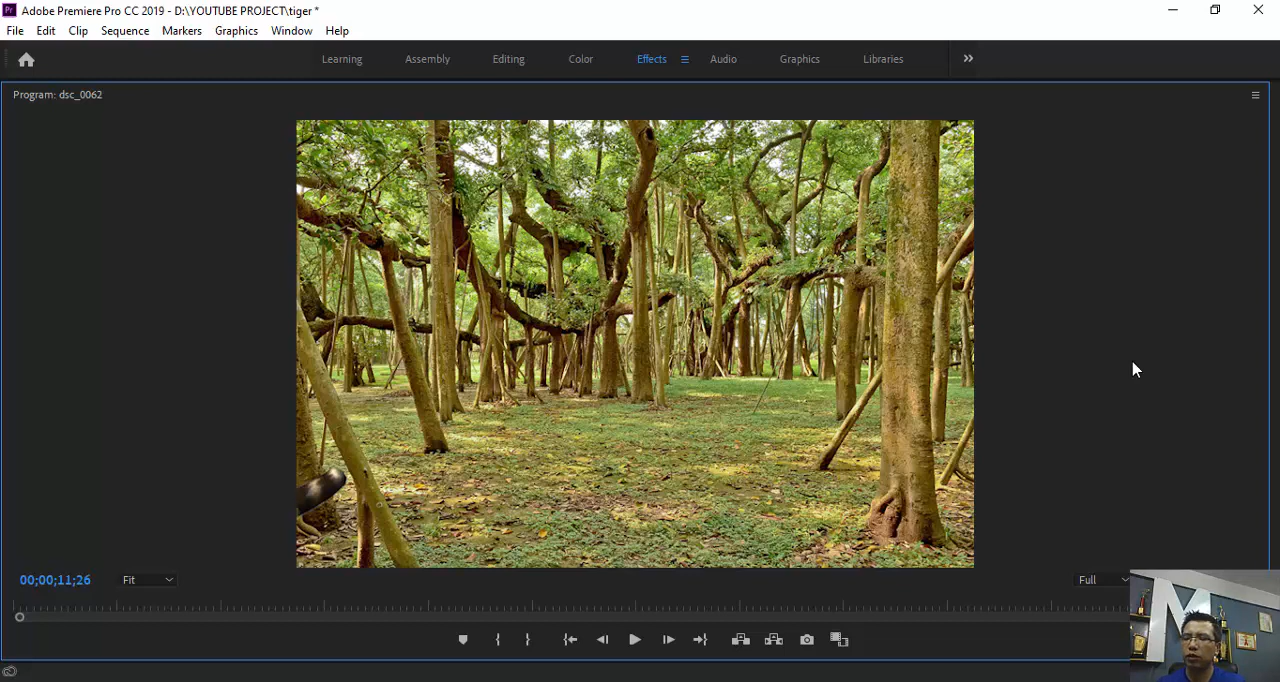 Adobe Premiere Pro CC 2019 - D:\YOUTUBE PROJECT\tiger *
File Edit Clip Sequence Markers Graphics Window Help
Learning Assembly Editing Color Effects Audio Graphics Libraries
Program: dsc_0062
00;00;11;26 Fit Full